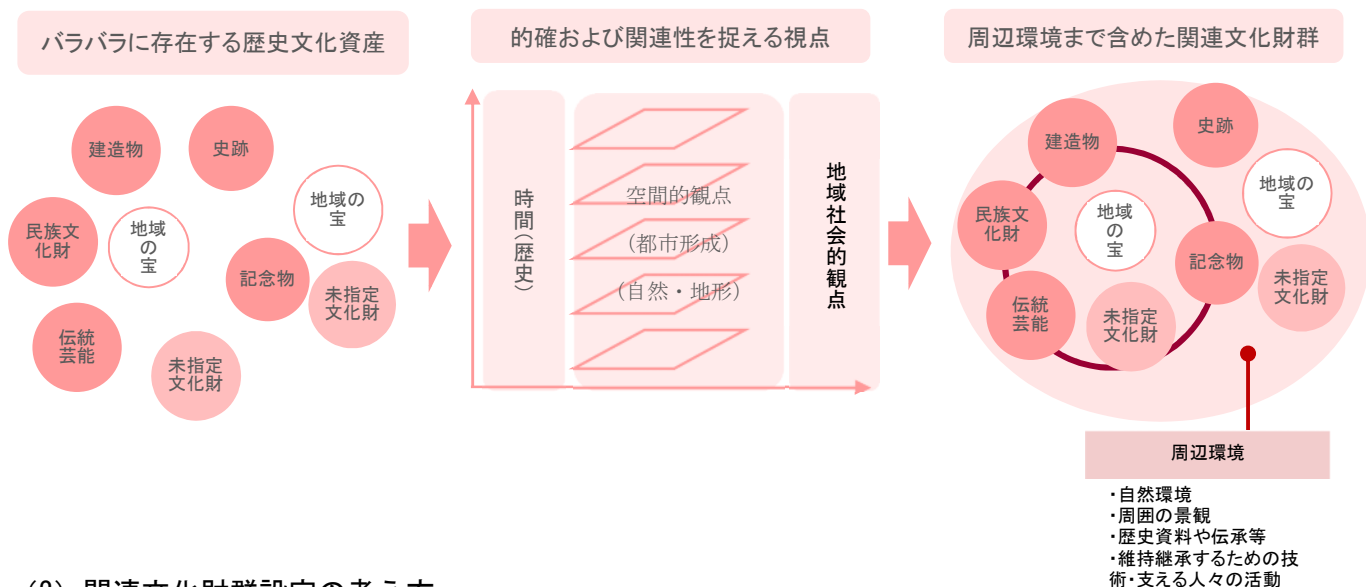 バラバラに存在する歴史文化資産
的確および関連性を捉える視点
周辺環境まで含めた関連文化財群
建造物
史跡
地域の
宝
民族文
化財
地域
の
宝
記念物
未指定
文化財
伝統
芸能
未指定
文化財
時間(歴史)
空間的観点
(都市形成)
(自然・地形)
地域社会的観点
建造物
史跡
地域の
宝
民族文
化財
地域
の
宝
記念物
未指定
文化財
伝統
芸能
未指定
文化財
周辺環境
・自然環境
・周囲の景観
・歴史資料や伝承等
・維持継承するための技
術・支える人々の活動